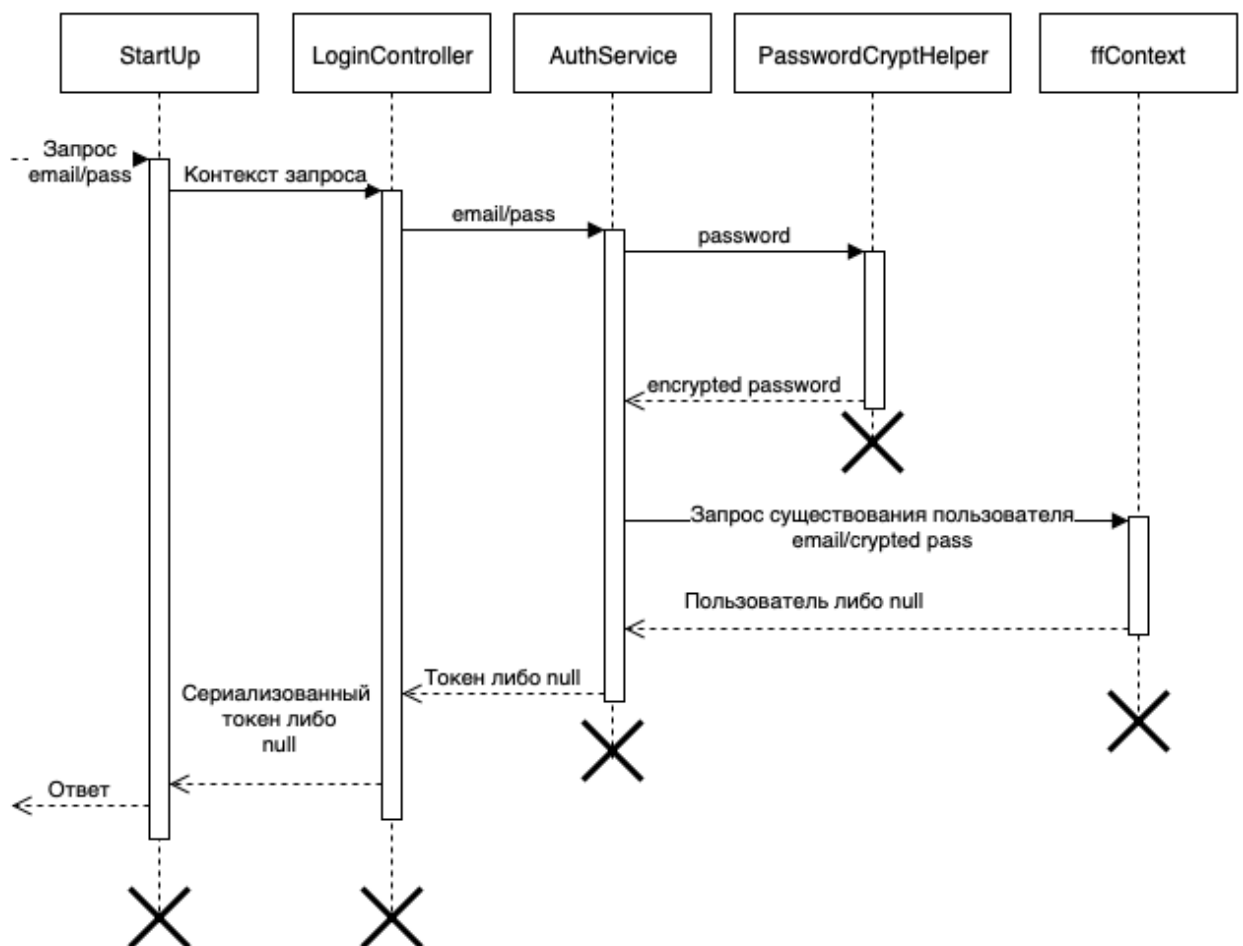 StartUp
LoginController
AuthService
PasswordCryptHelper
ffContext
Запрос
email/pass
Контекст запроса
email/pass
password
encrypted password
Запрос существования пользователя
email/crypted pass
Пользователь либо null
Токен либо null
Сериализованный
токен либо
null
Ответ